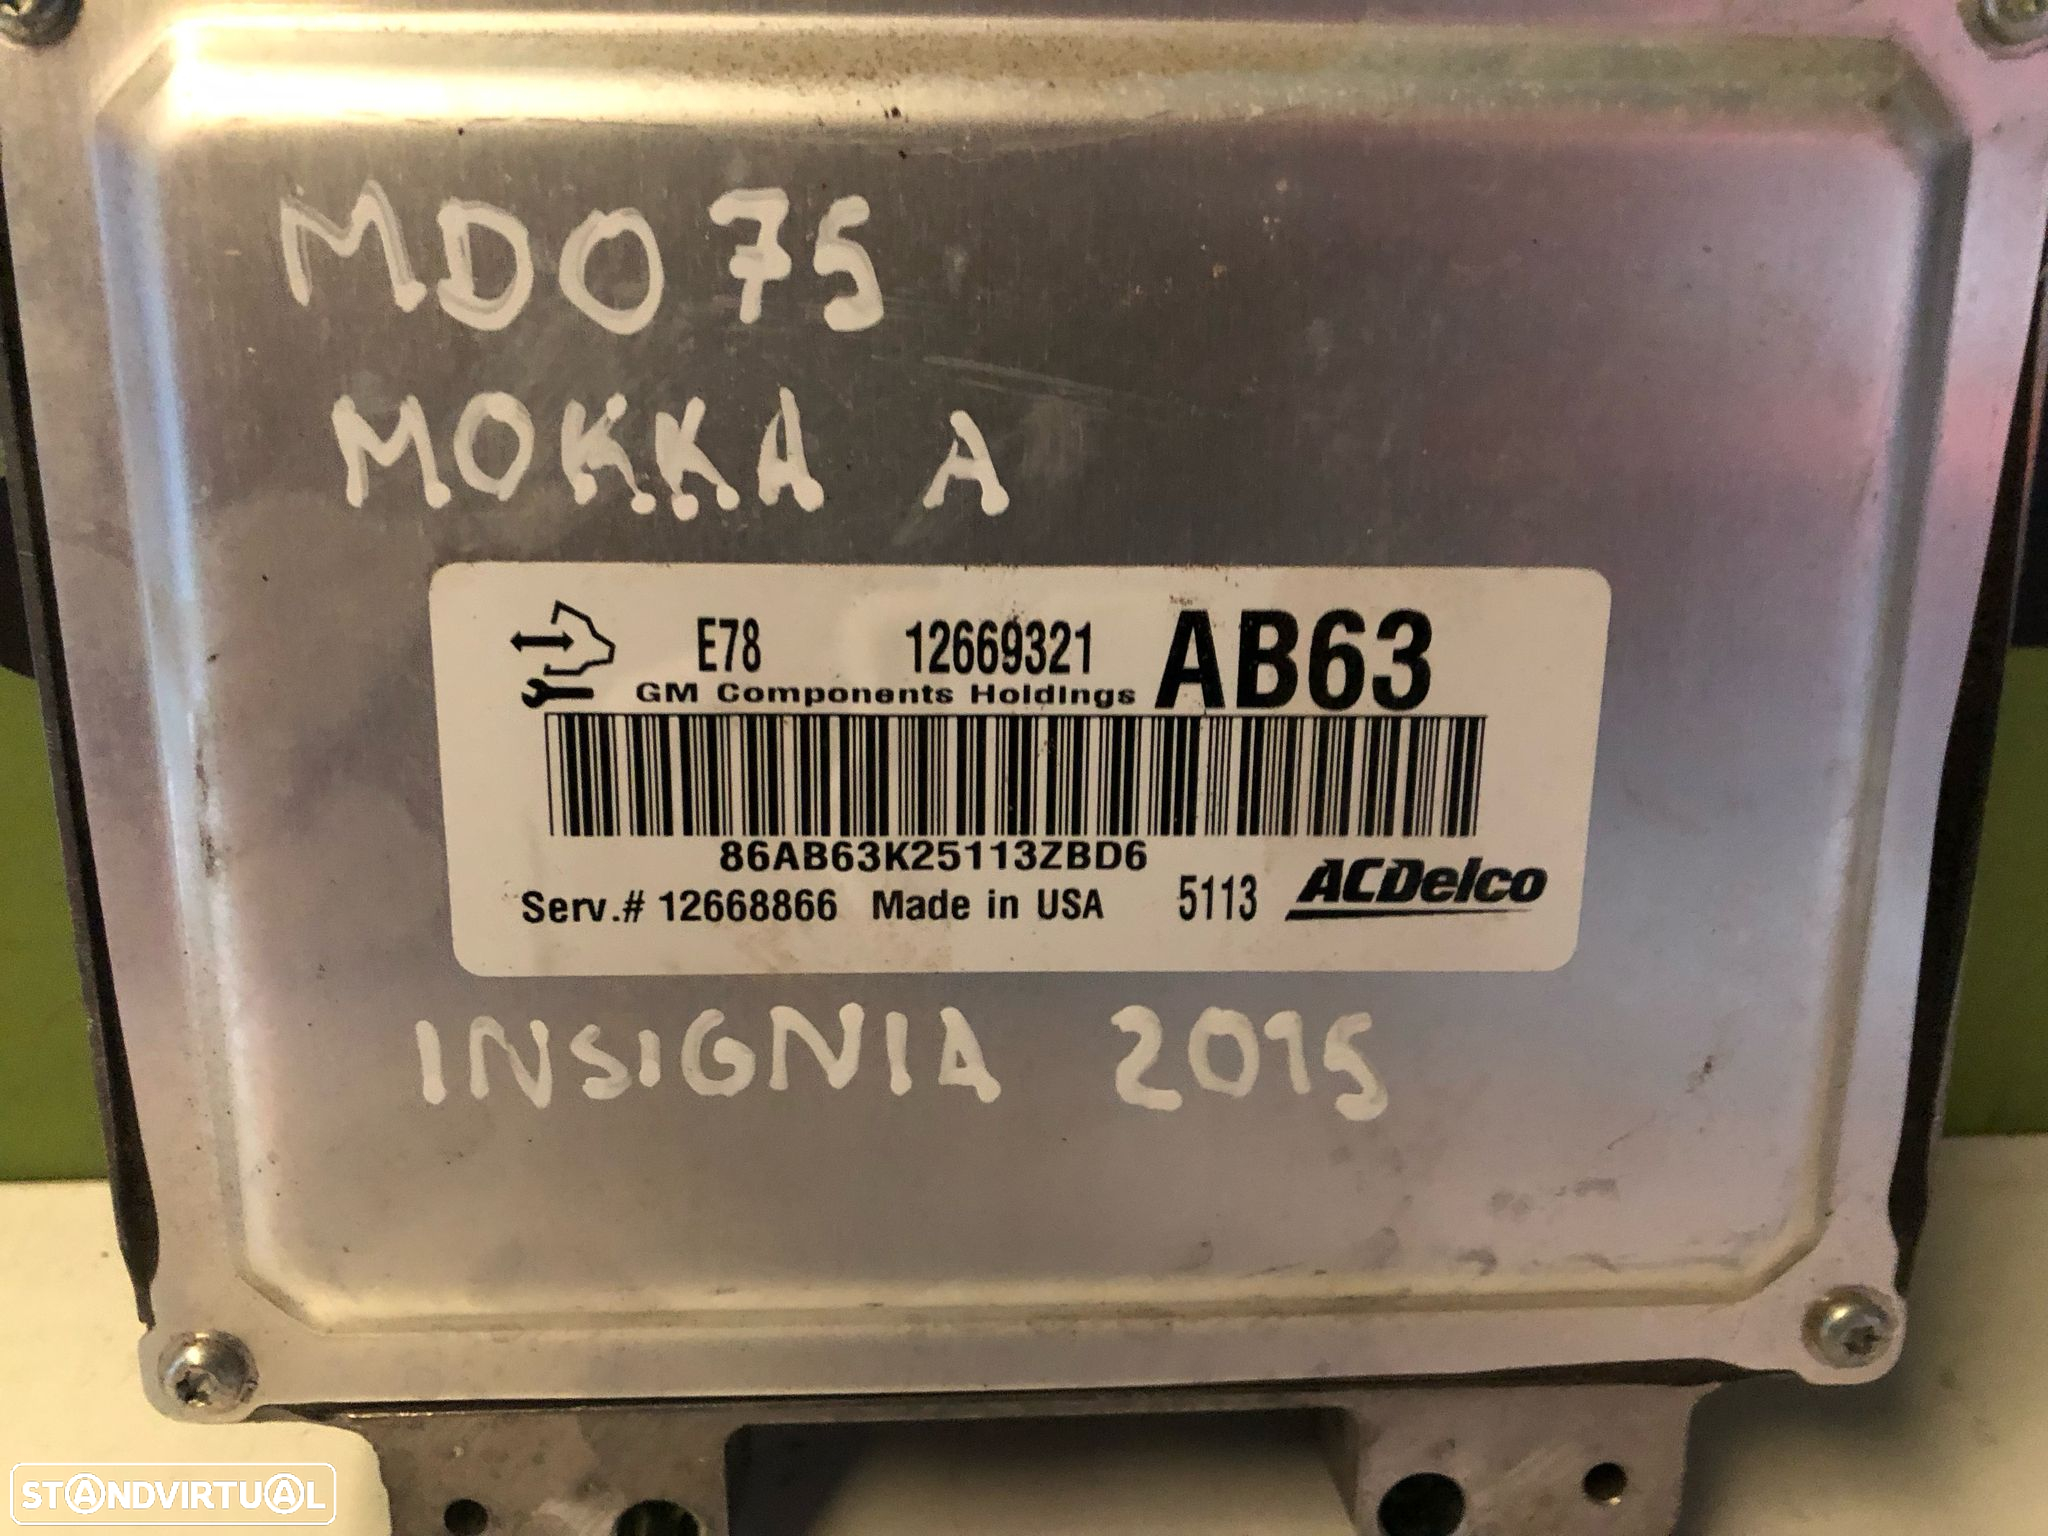 MD075
MOKKA A
E78 12669321 AB63
GM Components Holdings
86AB63K25113ZBD6
Serv.# 12668866 Made in USA 5113 ACDelco
INSIGNIA 2015
STANDVIRTUAL